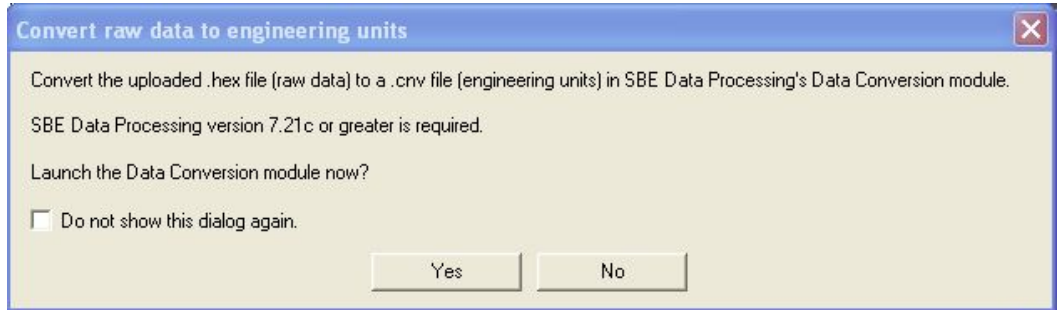 Convert raw data to engineering units
Convert the uploaded .hex file (raw data) to a .cnv file (engineering units) in SBE Data Processing's Data Conversion module.
SBE Data Processing version 7.21c or greater is required.
Launch the Data Conversion module now?
Do not show this dialog again.
Yes
No